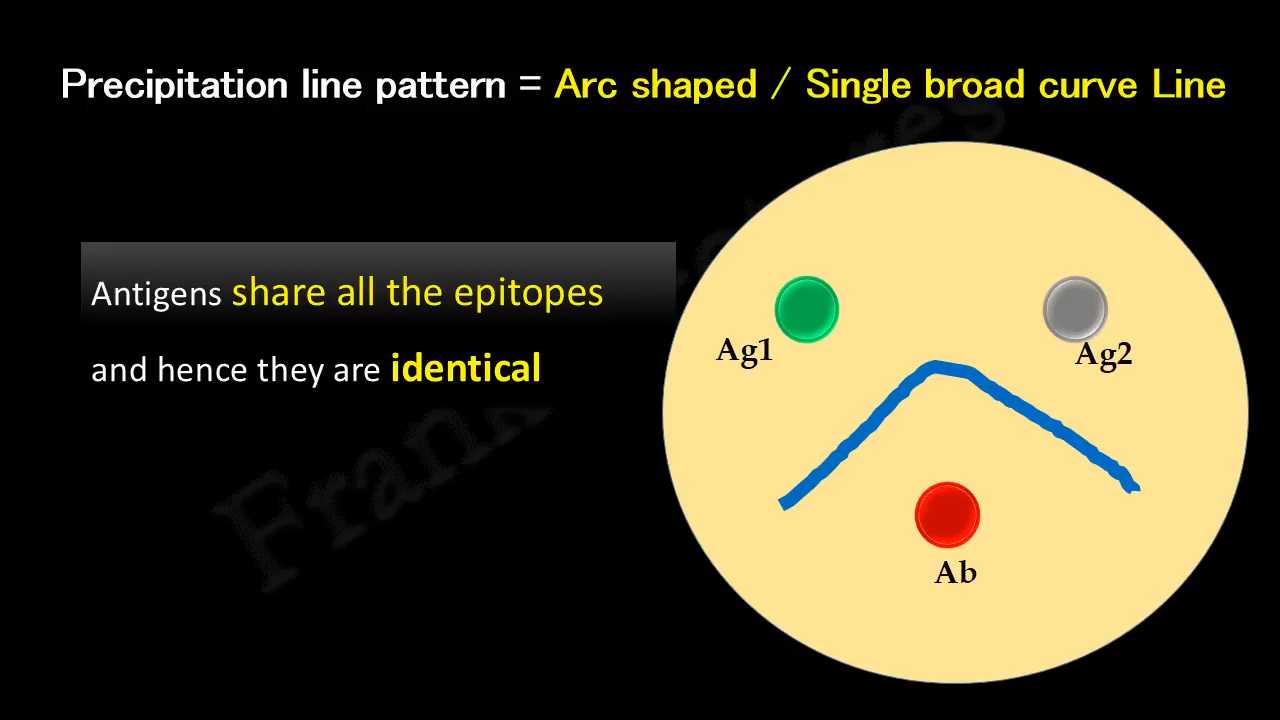 Precipitation line pattern = Arc shaped / Single broad curve Line
Antigens share all the epitopes
and hence they are identical
Ag1
Ag2
Ab